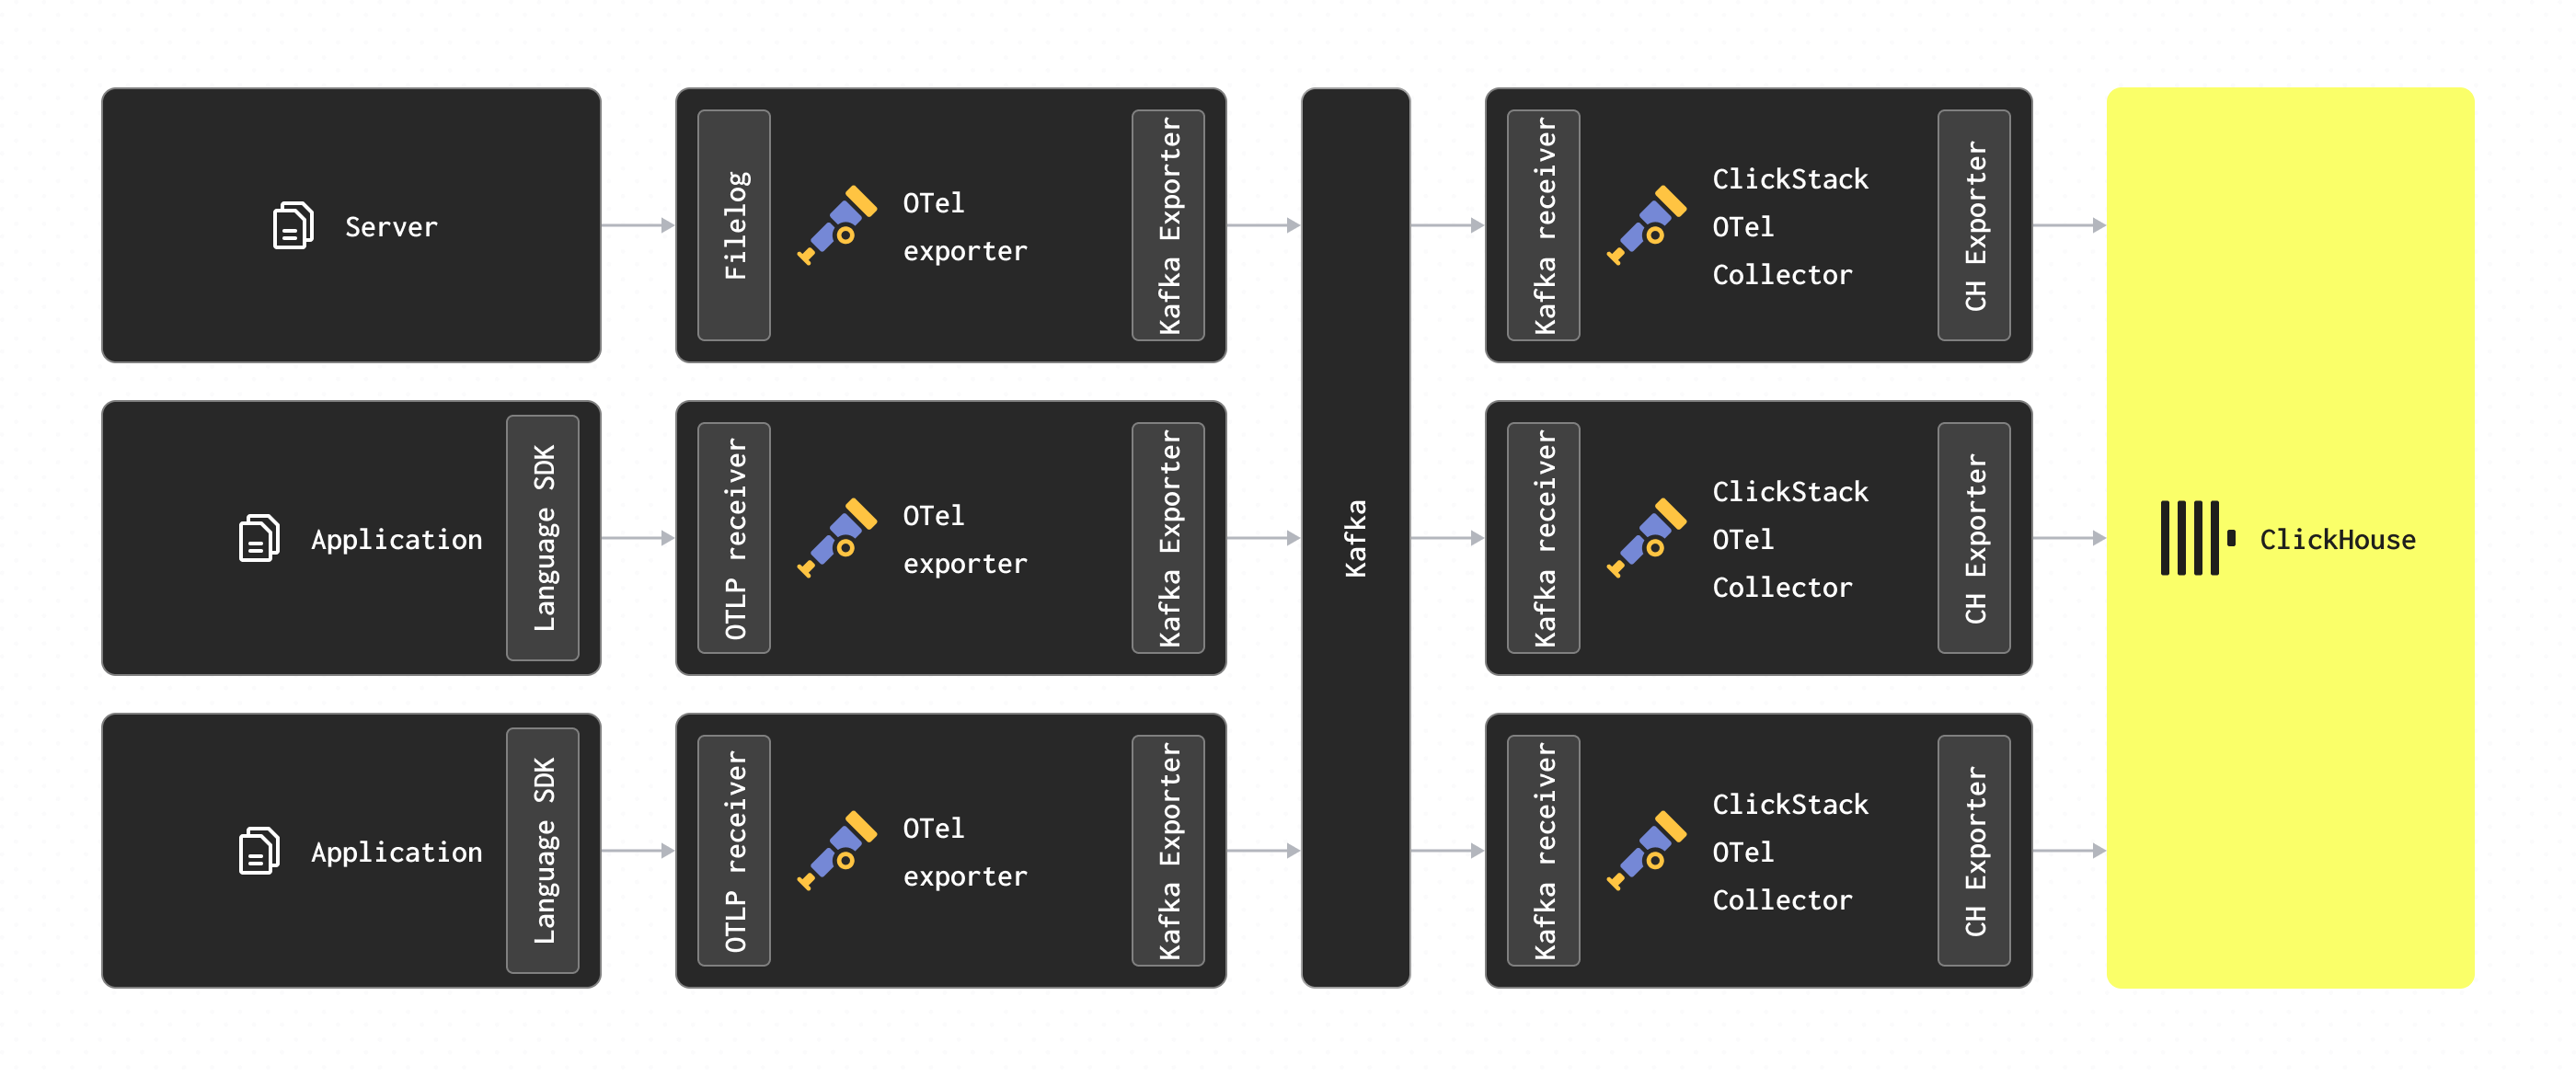 Server
Filelog
OTel
exporter
Kafka Exporter
Application
Language SDK
OTLP receiver
OTel
exporter
Kafka Exporter
Application
Language SDK
OTLP receiver
OTel
exporter
Kafka Exporter
Kafka
Kafka receiver
ClickStack
OTel
Collector
CH Exporter
Kafka receiver
ClickStack
OTel
Collector
CH Exporter
Kafka receiver
ClickStack
OTel
Collector
CH Exporter
ClickHouse